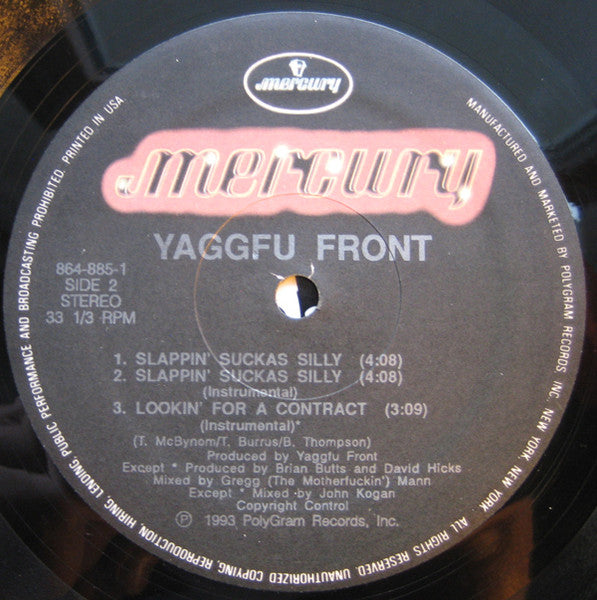 mercury
mercury
YAGGFU FRONT
864-885-1
SIDE 2
STEREO
33 1/3 RPM
1. SLAPPIN' SUCKAS SILLY (4:08)
2. SLAPPIN' SUCKAS SILLY (4:08)
(Instrumental)
3. LOOKIN' FOR A CONTRACT (3:09)
(Instrumental)*
(T. McBynom/T. Burrus/B. Thompson)
Produced by Yaggfu Front
Except * Produced by Brian Butts and David Hicks
Mixed by Gregg (The Motherfuckin') Mann
Except * Mixed by John Kogan
Copyright Control
℗ 1993 PolyGram Records, Inc.
MANUFACTURED AND MARKETED BY POLYGRAM RECORDS INC. NEW YORK, NEW YORK. ALL RIGHTS RESERVED. UNAUTHORIZED COPYING, REPRODUCTION, HIRING, LENDING, PUBLIC PERFORMANCE AND BROADCASTING PROHIBITED. PRINTED IN USA.